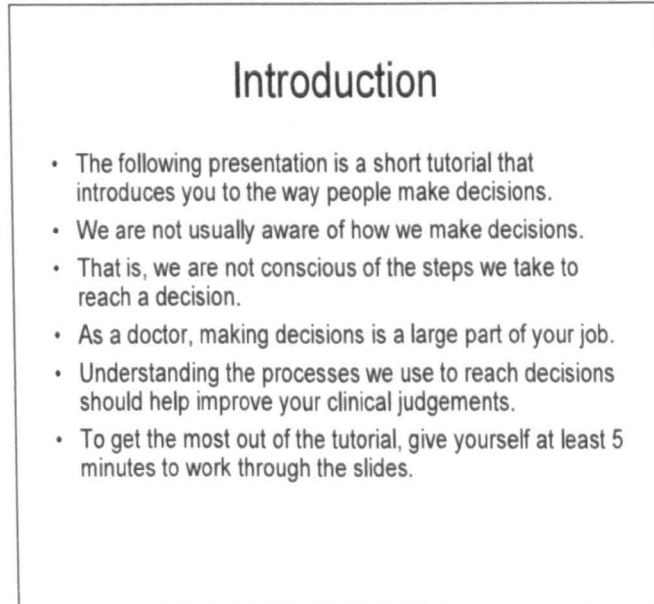 Introduction
• The following presentation is a short tutorial that
introduces you to the way people make decisions.
• We are not usually aware of how we make decisions.
• That is, we are not conscious of the steps we take to
reach a decision.
• As a doctor, making decisions is a large part of your job.
• Understanding the processes we use to reach decisions
should help improve your clinical judgements.
• To get the most out of the tutorial, give yourself at least 5
minutes to work through the slides.